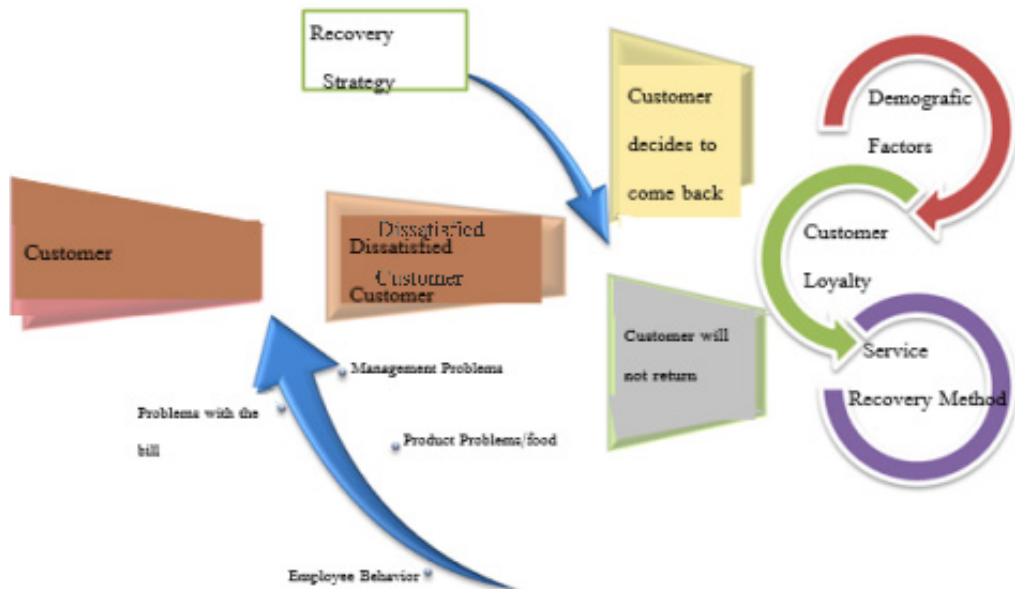 Recovery
Strategy
Customer
decides to
come back
Demografic
Factors
Customer
Dissatisfied
Dissatisfied
Customer
Customer
Customer
Loyalty
Customer will
not return
Service
Recovery Method
Management Problems
Problems with the
bill
Product Problems/food
Employee Behavior